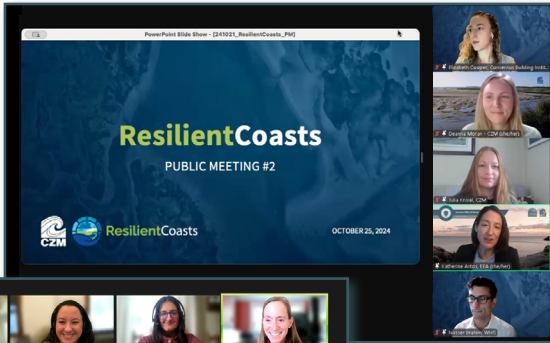 PowerPoint Slide Show - [241021_ResilientCoasts_PM]
ResilientCoasts
PUBLIC MEETING #2
CZM
ResilientCoasts
OCTOBER 25, 2024
Elizabeth Cooper, Consensus Building Instit...
Deanna Moran - CZM (she/her)
Julia Knisel, CZM
Katherine Antos, EEA (she/her)